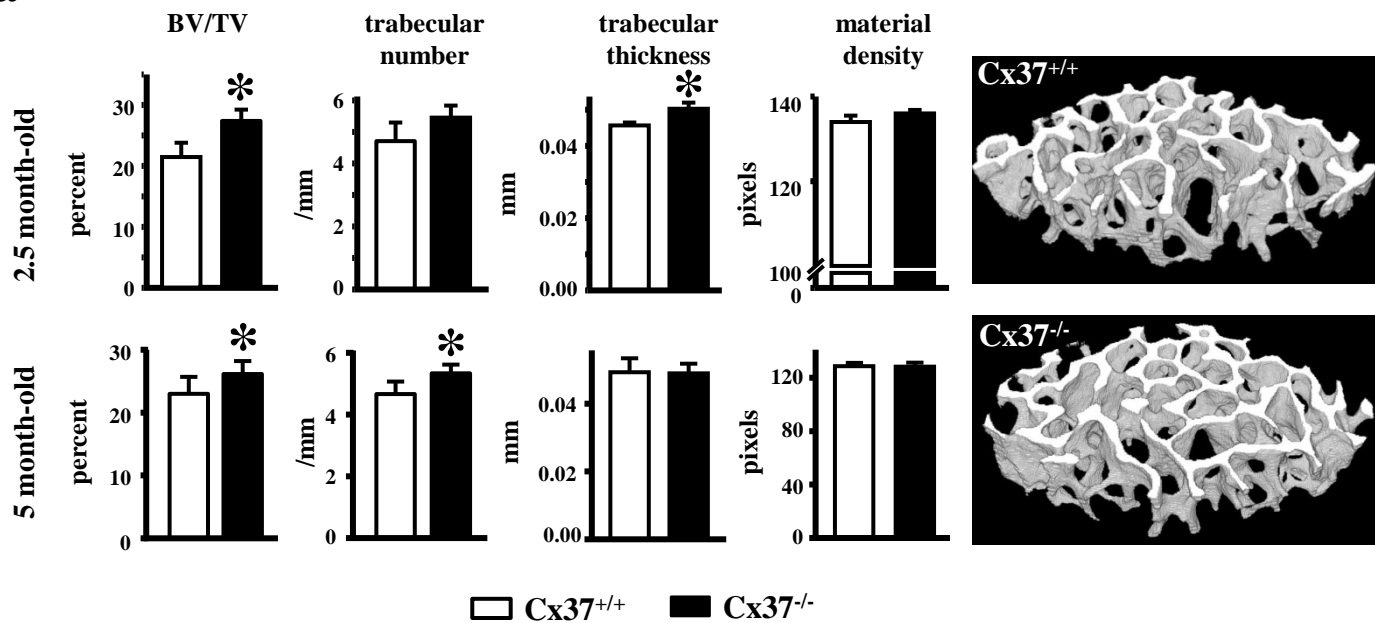 BV/TV
trabecular
number
trabecular
thickness
material
density
2.5 month-old
percent
30
20
10
0
*
/mm
6
4
2
0
mm
0.04
0.02
0.00
*
pixels
140
120
100
0
Cx37+/+
5 month-old
percent
30
20
10
0
*
/mm
6
4
2
0
*
mm
0.04
0.02
0.00
pixels
120
80
40
0
Cx37-/-
Cx37+/+ Cx37-/-